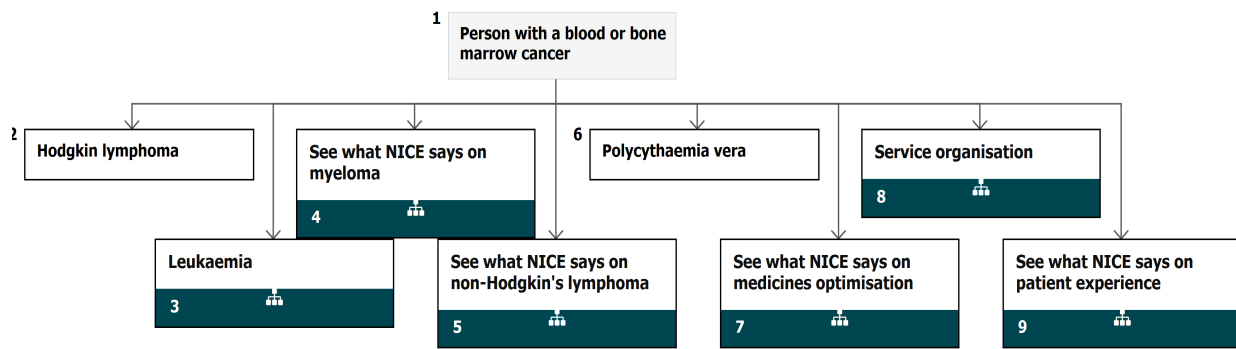 1
Person with a blood or bone
marrow cancer
2
Hodgkin lymphoma
See what NICE says on
myeloma
4
6
Polycythaemia vera
Service organisation
8
Leukaemia
3
See what NICE says on
non-Hodgkin's lymphoma
5
See what NICE says on
medicines optimisation
7
See what NICE says on
patient experience
9